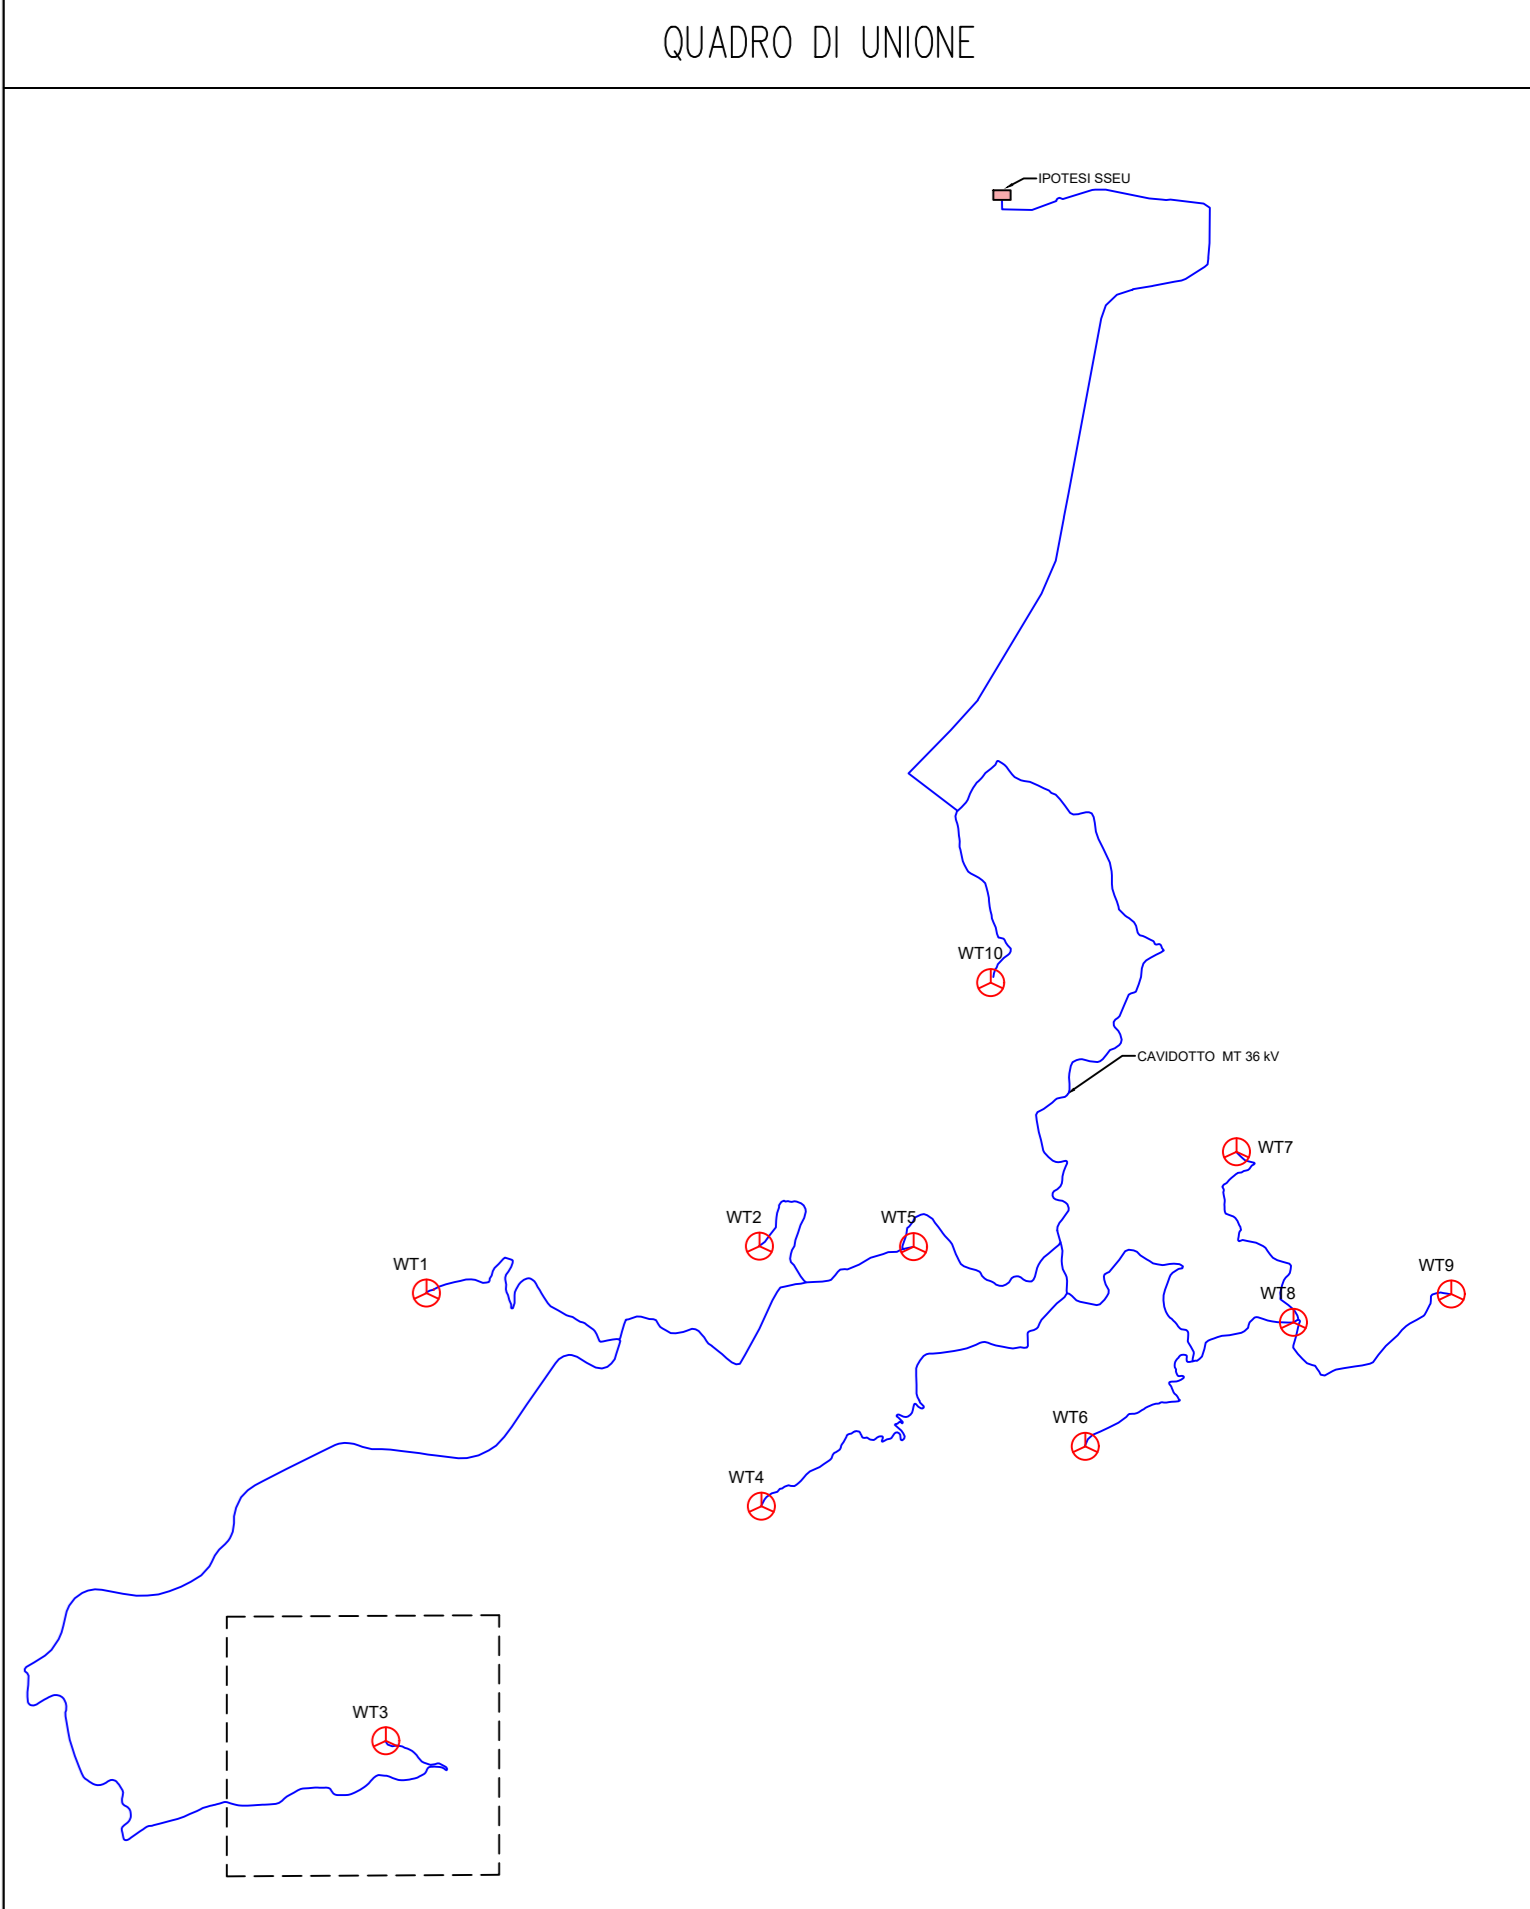 QUADRO DI UNIONE
IPOTESI SSEU
WT10
CAVIDOTTO MT 36 kV
WT7
WT2
WT5
WT1
WT9
WT8
WT6
WT4
WT3